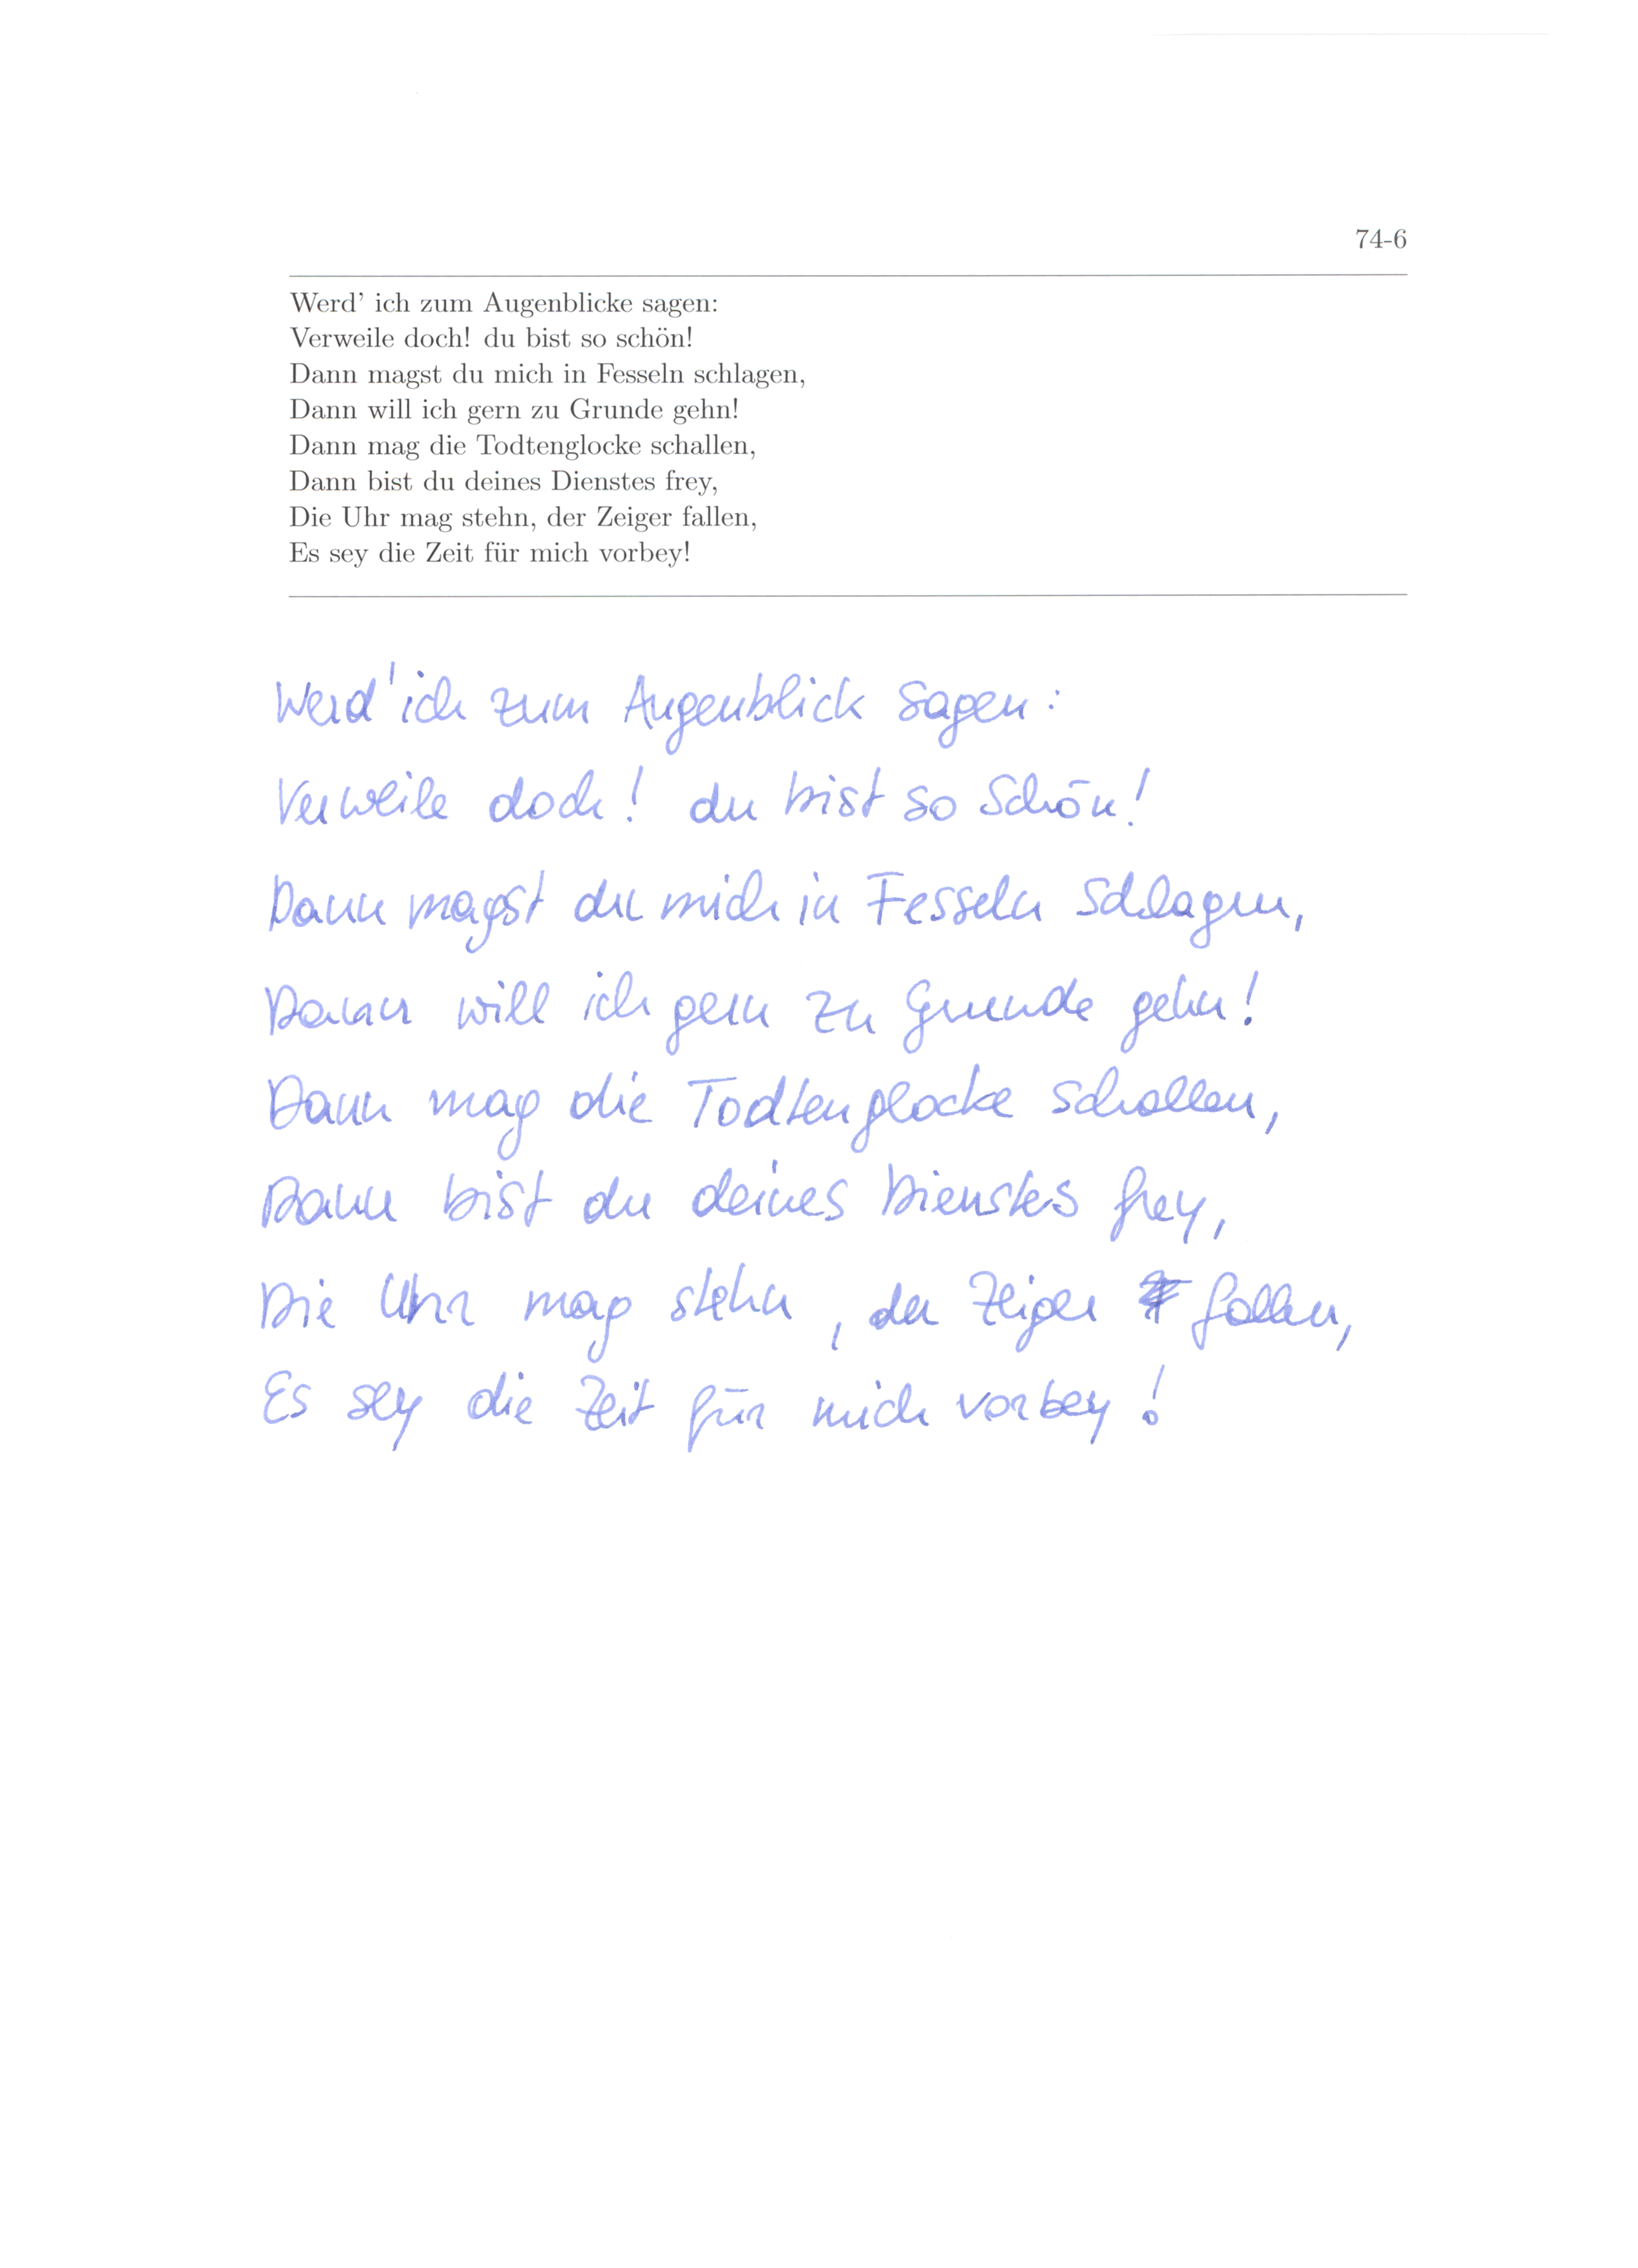 74-6
Werd' ich zum Augenblicke sagen:
Verweile doch! du bist so schön!
Dann magst du mich in Fesseln schlagen,
Dann will ich gern zu Grunde gehn!
Dann mag die Todtenglocke schallen,
Dann bist du deines Dienstes frey,
Die Uhr mag stehn, der Zeiger fallen,
Es sey die Zeit für mich vorbey!
Werd' ich zum Augenblick sagen:
Verweile doch! du bist so schön!
Dann magst du mich in Fesseln schlagen,
Dann will ich gern zu Grunde gehn!
Dann mag die Todtenglocke schallen,
Dann bist du deines Dienstes frey,
Die Uhr mag stehn, der Zeiger fallen,
Es sey die Zeit für mich vorbey!